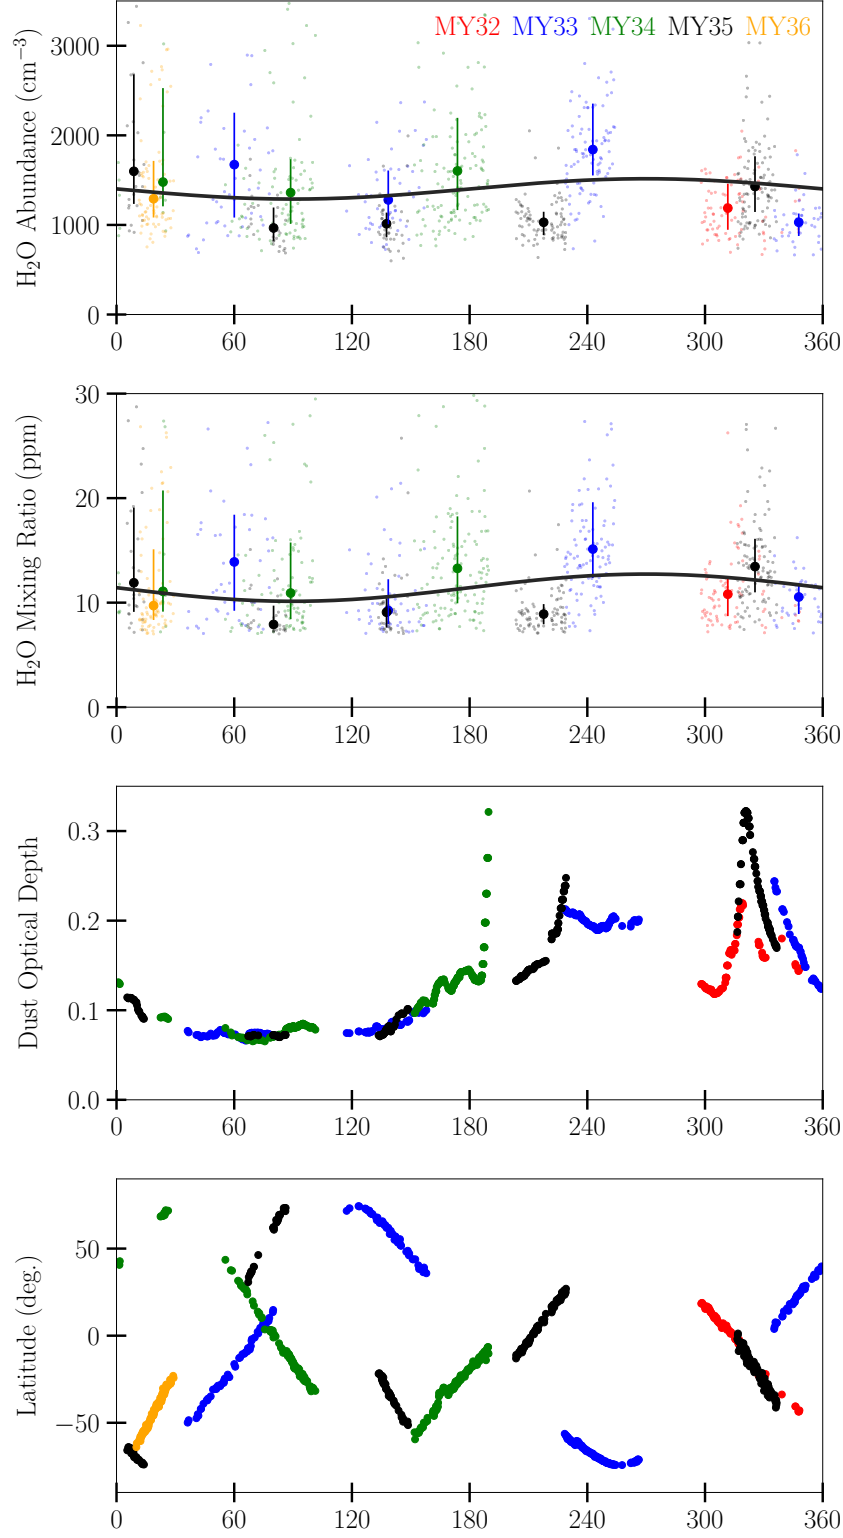 MY32 MY33 MY34 MY35 MY36
H₂O Abundance (cm⁻³)
3000
2000
1000
0
0 60 120 180 240 300 360
H₂O Mixing Ratio (ppm)
30
20
10
0
0 60 120 180 240 300 360
Dust Optical Depth
0.3
0.2
0.1
0.0
0 60 120 180 240 300 360
Latitude (deg.)
50
0
−50
0 60 120 180 240 300 360